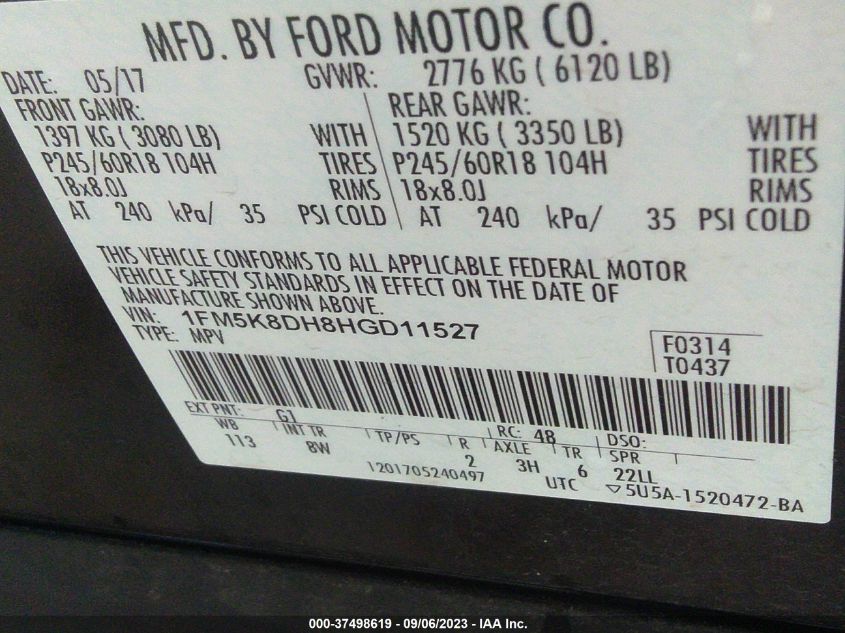 MFD. BY FORD MOTOR CO.
DATE: 05/17 GVWR: 2776 KG ( 6120 LB)
FRONT GAWR: REAR GAWR:
1397 KG ( 3080 LB) WITH 1520 KG ( 3350 LB) WITH
P245/60R18 104H TIRES P245/60R18 104H TIRES
18x8.0J RIMS 18x8.0J RIMS
AT 240 kPa/ 35 PSI COLD AT 240 kPa/ 35 PSI COLD
THIS VEHICLE CONFORMS TO ALL APPLICABLE FEDERAL MOTOR
VEHICLE SAFETY STANDARDS IN EFFECT ON THE DATE OF
MANUFACTURE SHOWN ABOVE.
VIN: 1FM5K8DH8HGD11527
TYPE: MPV
F0314
T0437
EXT PNT: G1 RC: 48 DSO:
WB INT TR TP/PS R AXLE TR SPR
113 8W 2 3H 6 22LL
1201705240497 UTC ▽5U5A-1520472-BA
000-37498619 - 09/06/2023 - IAA Inc.